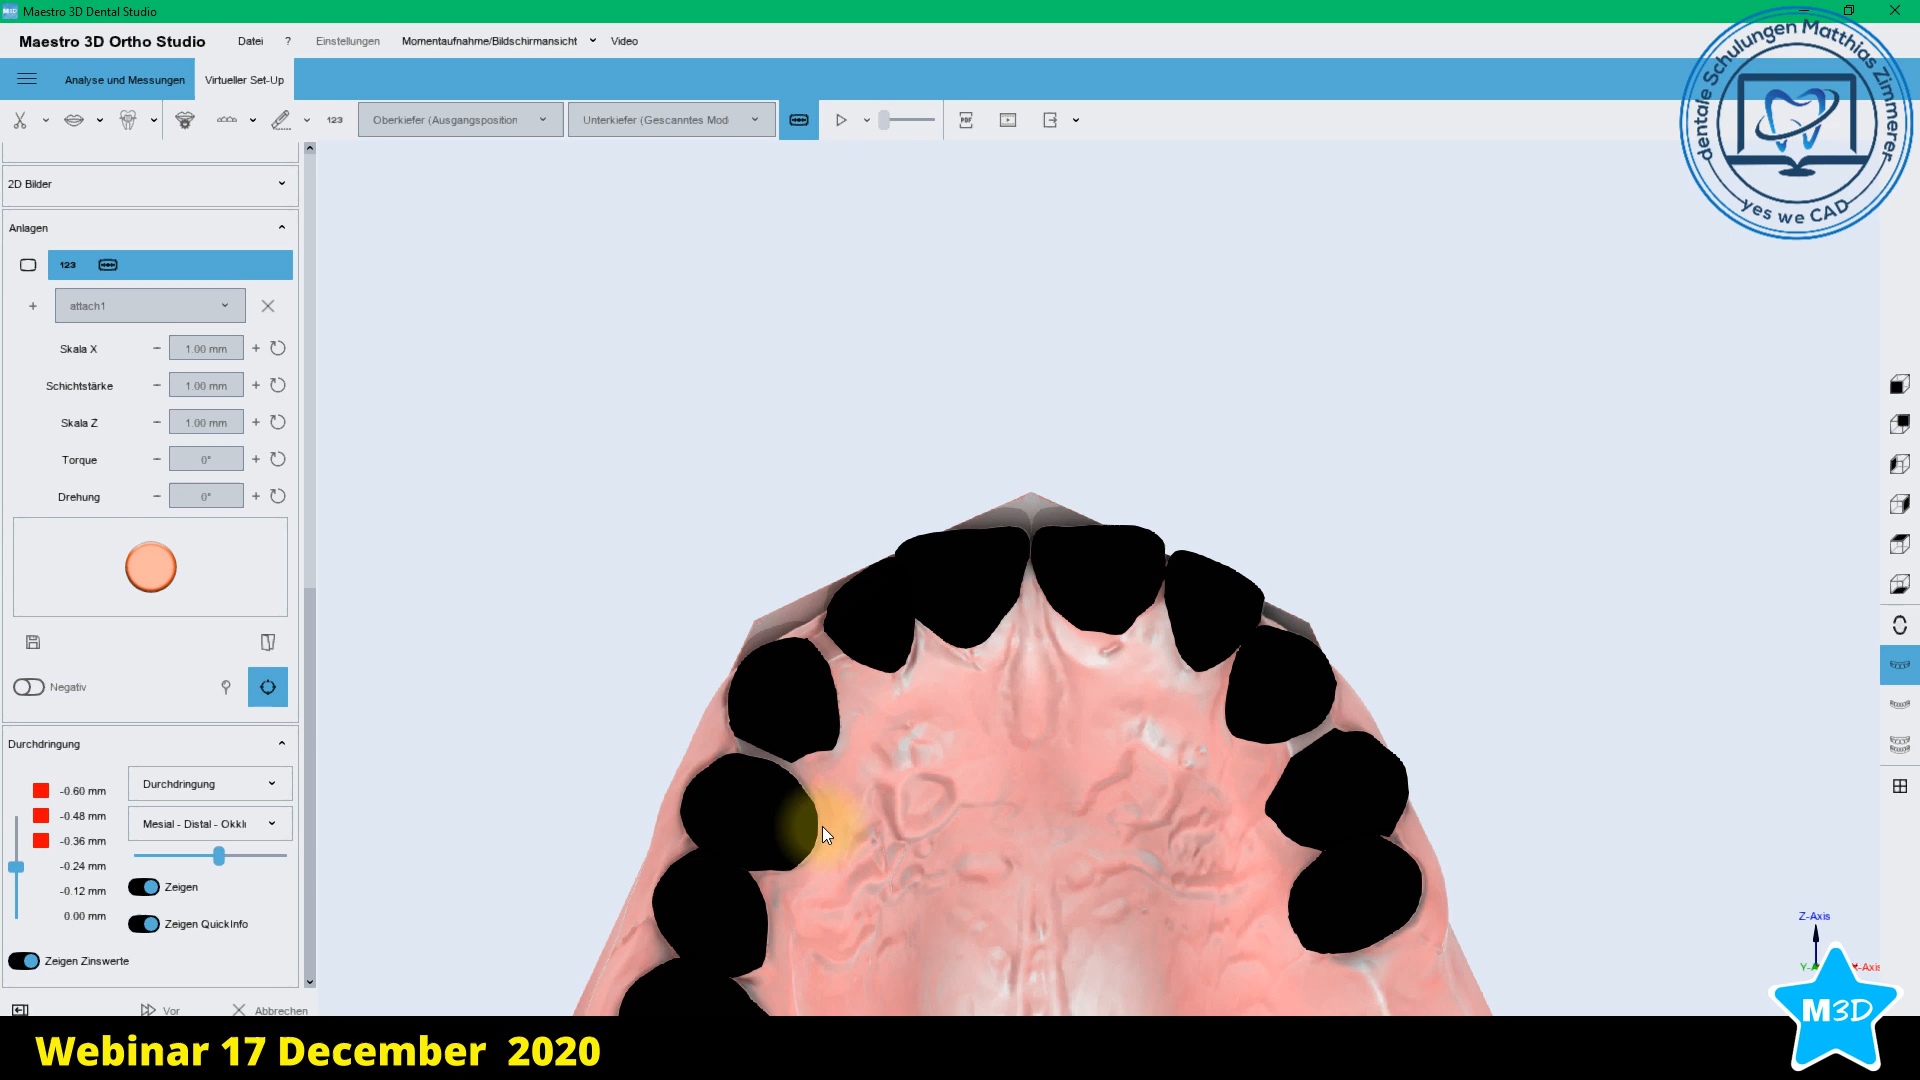 Maestro 3D Dental Studio
Maestro 3D Ortho Studio
Datei
?
Einstellungen
Momentaufnahme/Bildschirmansicht
Video
Analyse und Messungen
Virtueller Set-Up
123
Oberkiefer (Ausgangsposition
Unterkiefer (Gescanntes Mod
PDF
dentale Schulungen Matthias Zimmerer
yes we CAD
2D Bilder
Anlagen
123
attach1
Skala X
1.00 mm
Schichtstärke
1.00 mm
Skala Z
1.00 mm
Torque
0°
Drehung
0°
Negativ
Durchdringung
-0.60 mm
Durchdringung
-0.48 mm
Mesial - Distal - Okkl
-0.36 mm
-0.24 mm
-0.12 mm
Zeigen
0.00 mm
Zeigen QuickInfo
Zeigen Zinswerte
Vor
Abbrechen
Z-Axis
M3D
Webinar 17 December 2020